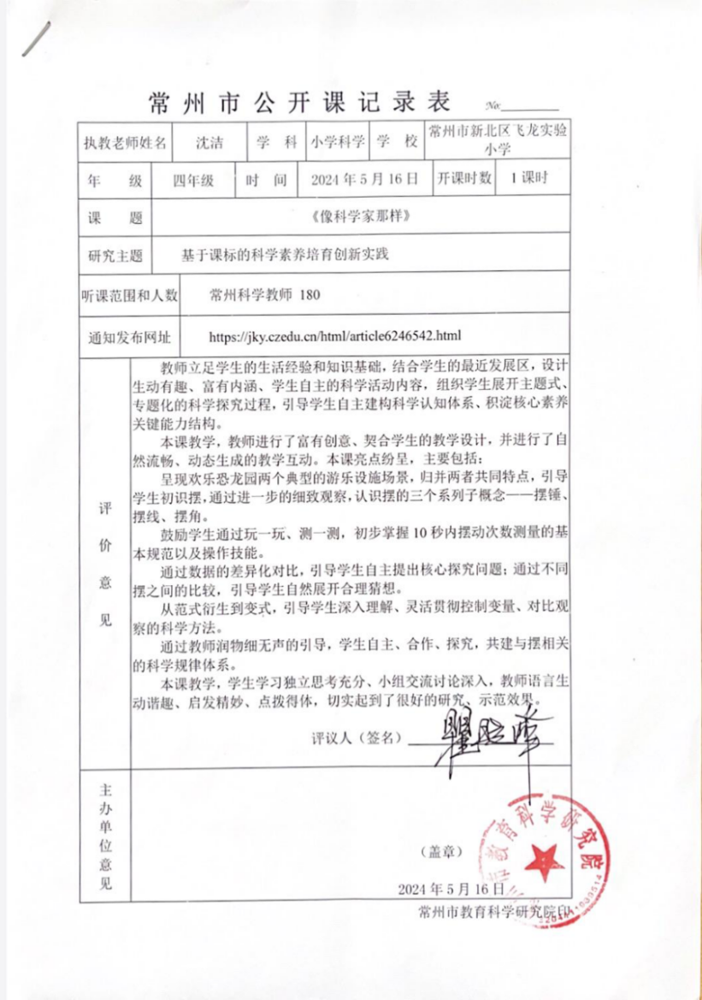 常州市公开课记录表 No:
执教老师姓名 沈洁 学 科 小学科学 学 校 常州市新北区飞龙实验
小学
年 级 四年级 时 间 2024年5月16日 开课时数 1课时
课 题 《像科学家那样》
研究主题 基于课标的科学素养培育创新实践
听课范围和人数 常州科学教师 180
通知发布网址 https://jky.czedu.cn/html/article6246542.html
评价意见
教师立足学生的生活经验和知识基础，结合学生的最近发展区，设计
生动有趣、富有内涵、学生自主的科学活动内容，组织学生展开主题式、
专题化的科学探究过程，引导学生自主建构科学认知体系、积淀核心素养
关键能力结构。
本课教学，教师进行了富有创意、契合学生的教学设计，并进行了自
然流畅、动态生成的教学互动。本课亮点纷呈，主要包括：
呈现欢乐恐龙园两个典型的游乐设施场景，归并两者共同特点，引导
学生初识摆，通过进一步的细致观察，认识摆的三个系列子概念——摆锤、
摆线、摆角。
鼓励学生通过玩一玩、测一测，初步掌握10秒内摆动次数测量的基
本规范以及操作技能。
通过数据的差异化对比，引导学生自主提出核心探究问题；通过不同
摆之间的比较，引导学生自然展开合理猜想。
从范式衍生到变式，引导学生深入理解、灵活贯彻控制变量、对比观
察的科学方法。
通过教师润物细无声的引导，学生自主、合作、探究，共建与摆相关
的科学规律体系。
本课教学，学生学习独立思考充分、小组交流讨论深入，教师语言生
动谐趣、启发精妙、点拨得体，切实起到了很好的研究、示范效果。
评议人（签名）
主办单位意见
（盖章）
2024年5月16日
常州市教育科学研究院印
市教育科学研究院